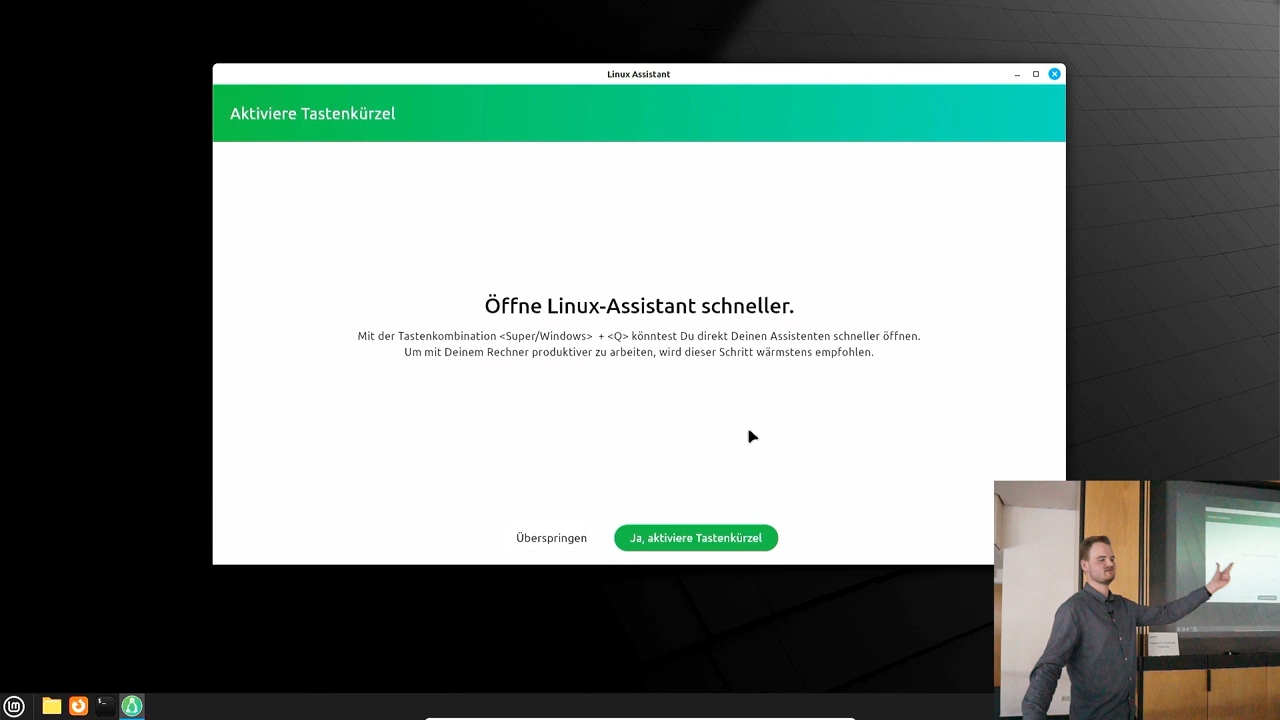 Linux Assistant
Aktiviere Tastenkürzel
Öffne Linux-Assistant schneller.
Mit der Tastenkombination <Super/Windows>  + <Q> könntest Du direkt Deinen Assistenten schneller öffnen.
Um mit Deinem Rechner produktiver zu arbeiten, wird dieser Schritt wärmstens empfohlen.
Überspringen
Ja, aktiviere Tastenkürzel